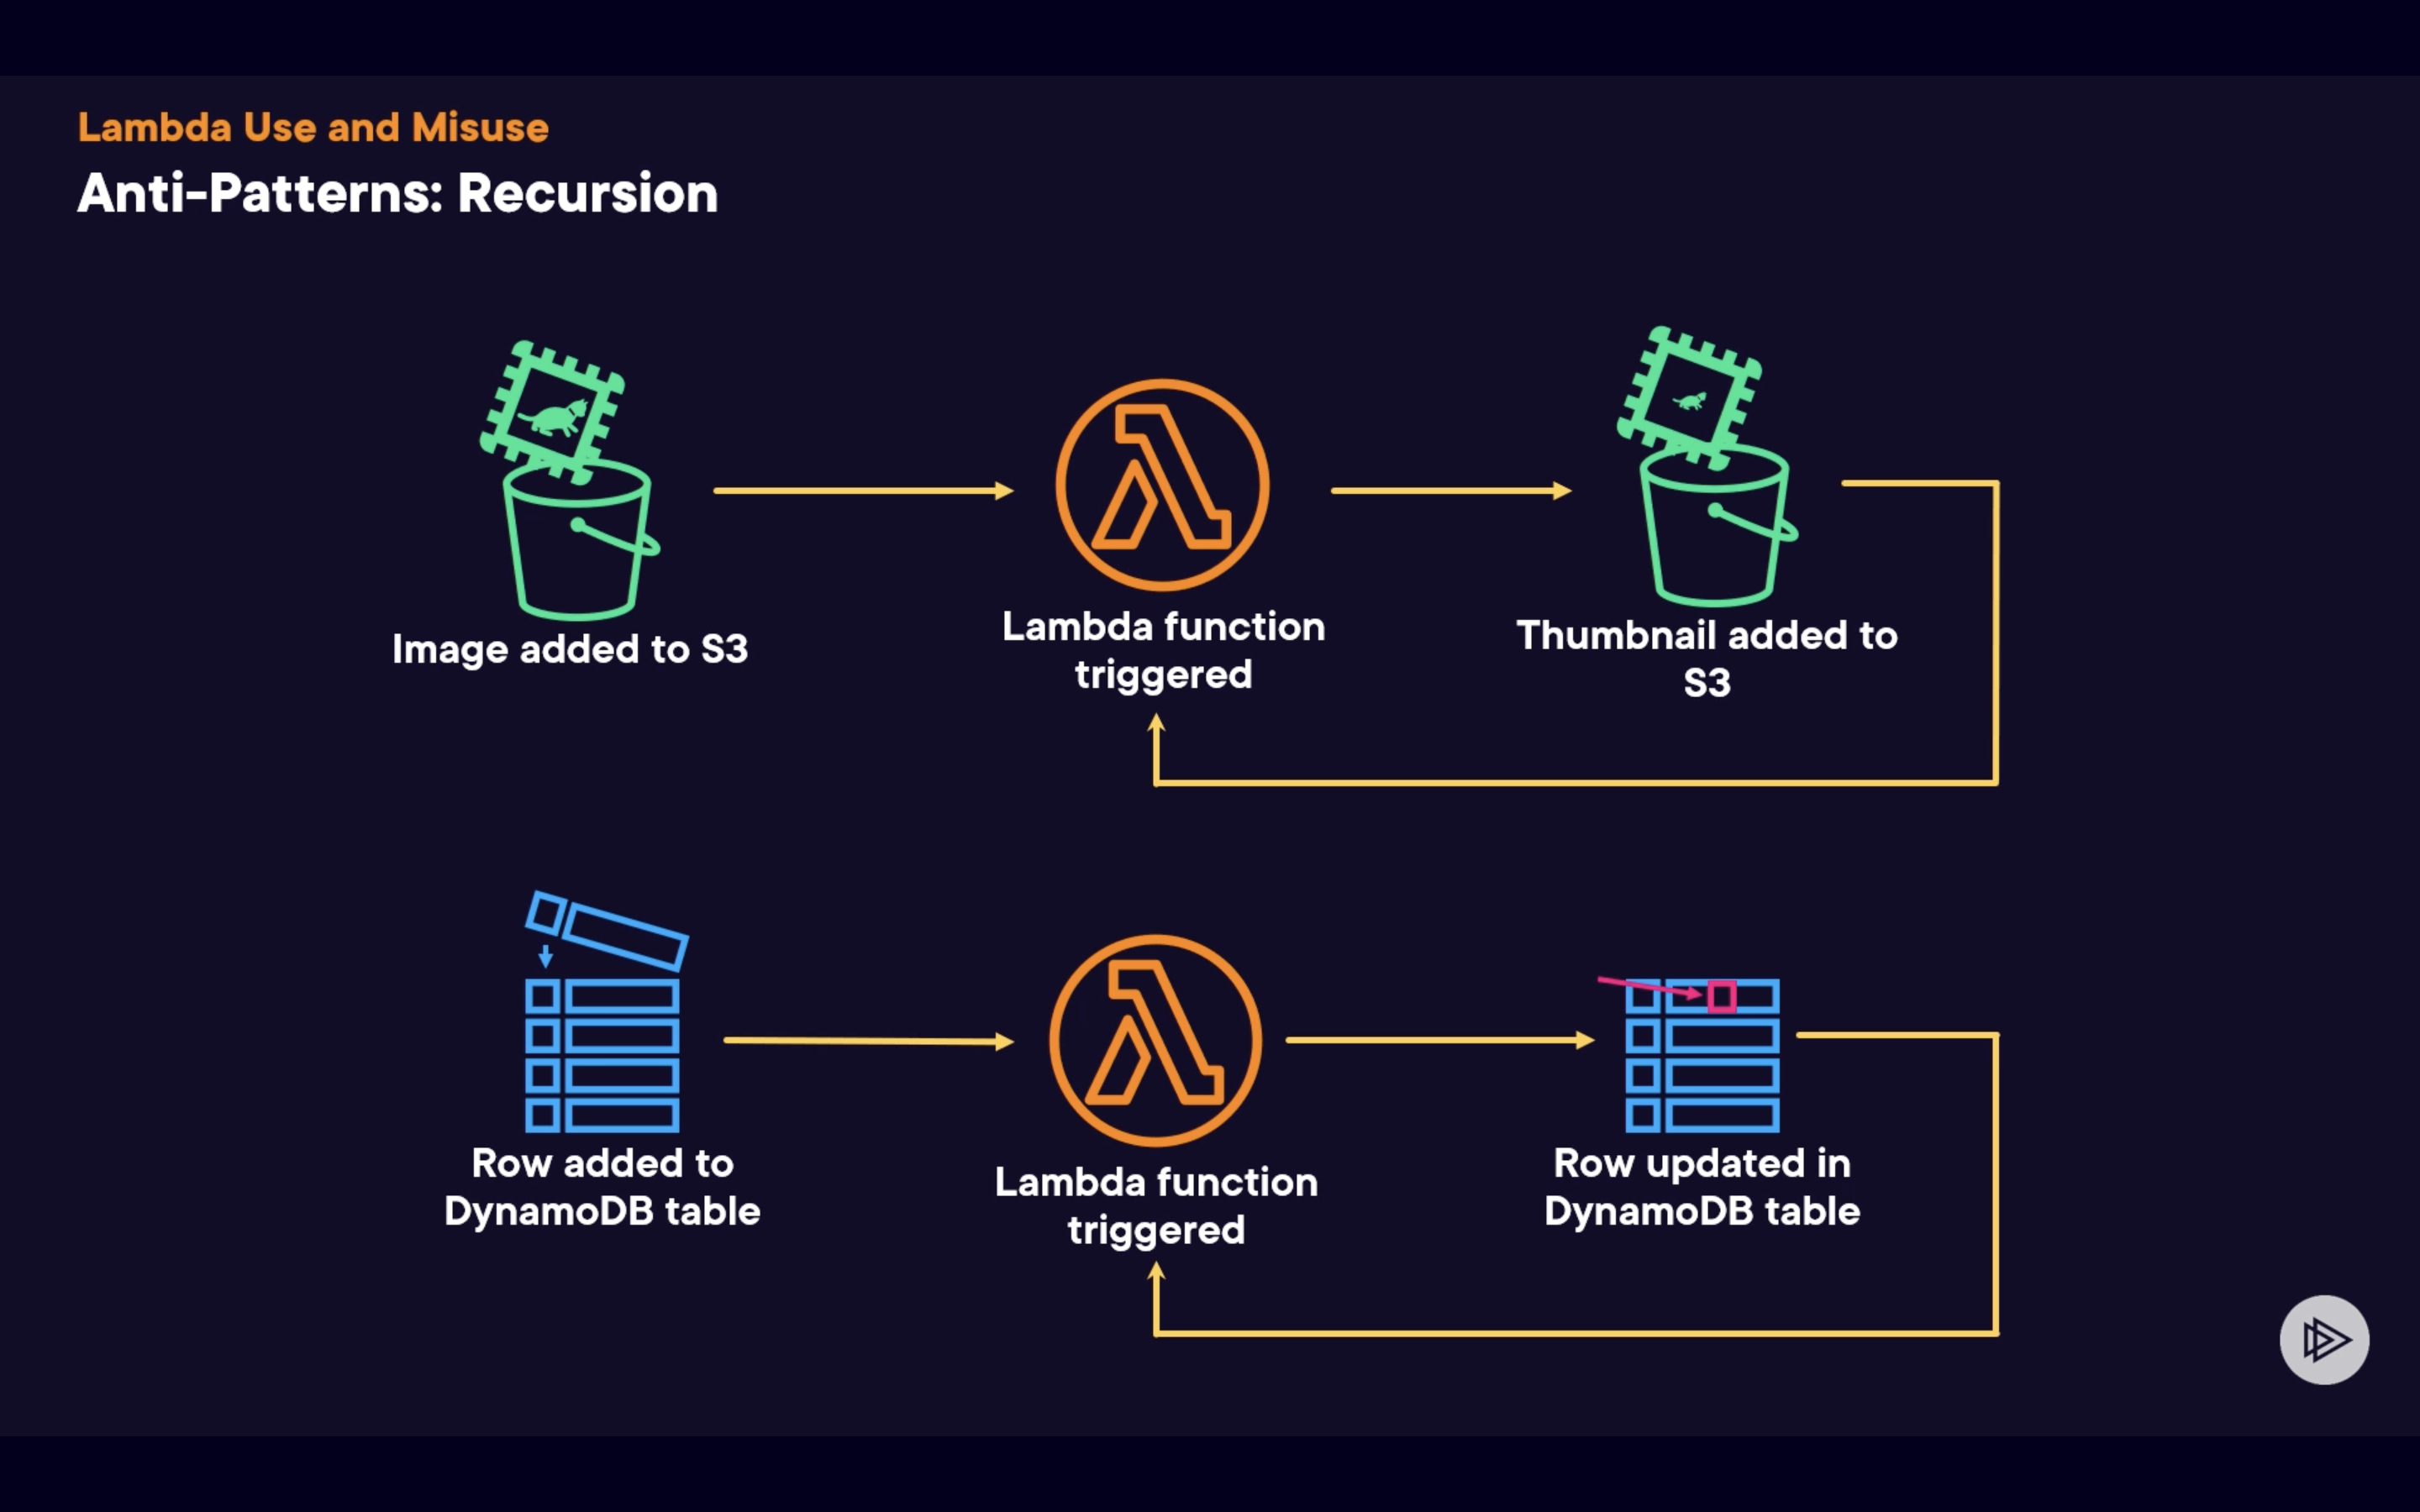 Lambda Use and Misuse
Anti-Patterns: Recursion
Image added to S3
Lambda function
triggered
Thumbnail added to
S3
Row added to
DynamoDB table
Lambda function
triggered
Row updated in
DynamoDB table